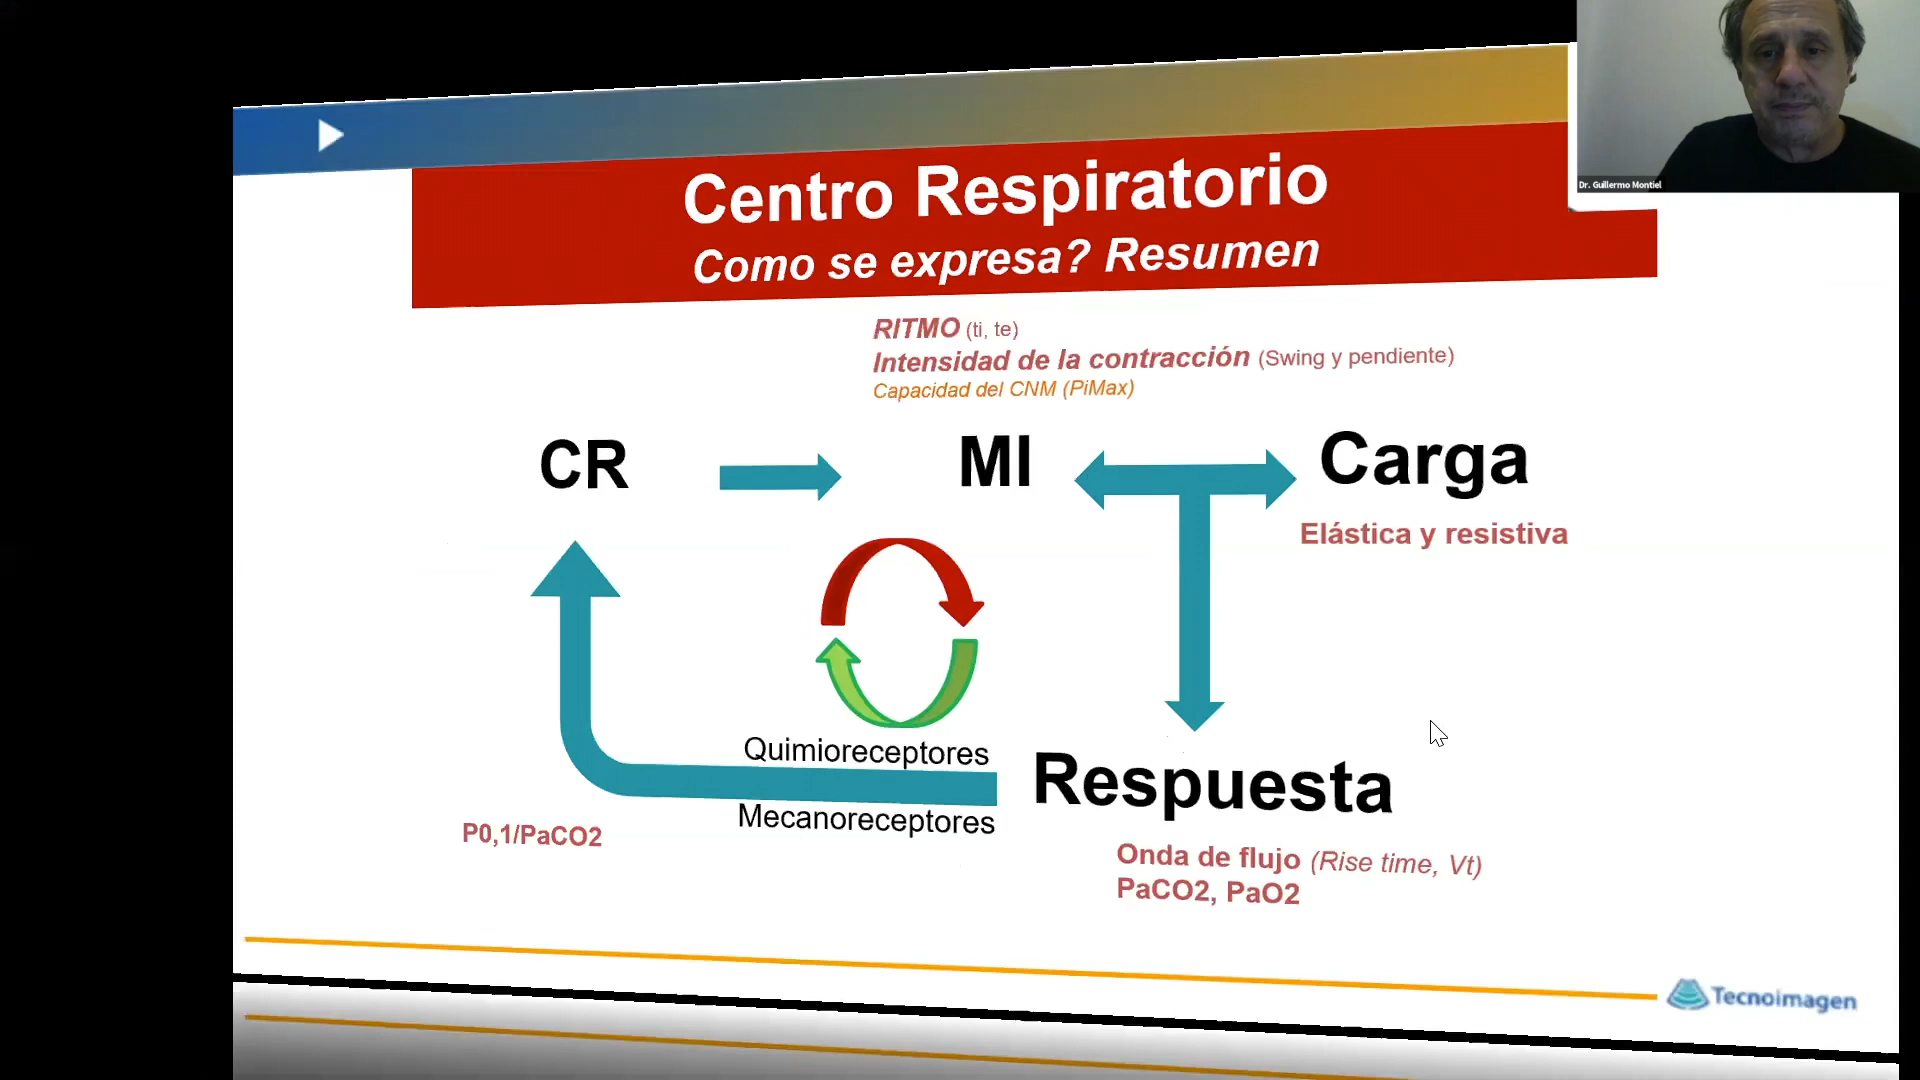 Dr. Guillermo Montiel
Centro Respiratorio
Como se expresa? Resumen
RITMO (ti, te)
Intensidad de la contracción (Swing y pendiente)
Capacidad del CNM (PiMax)
CR
MI
Carga
Elástica y resistiva
Quimioreceptores
Mecanoreceptores
Respuesta
P0,1/PaCO2
Onda de flujo (Rise time, Vt)
PaCO2, PaO2
Tecnoimagen